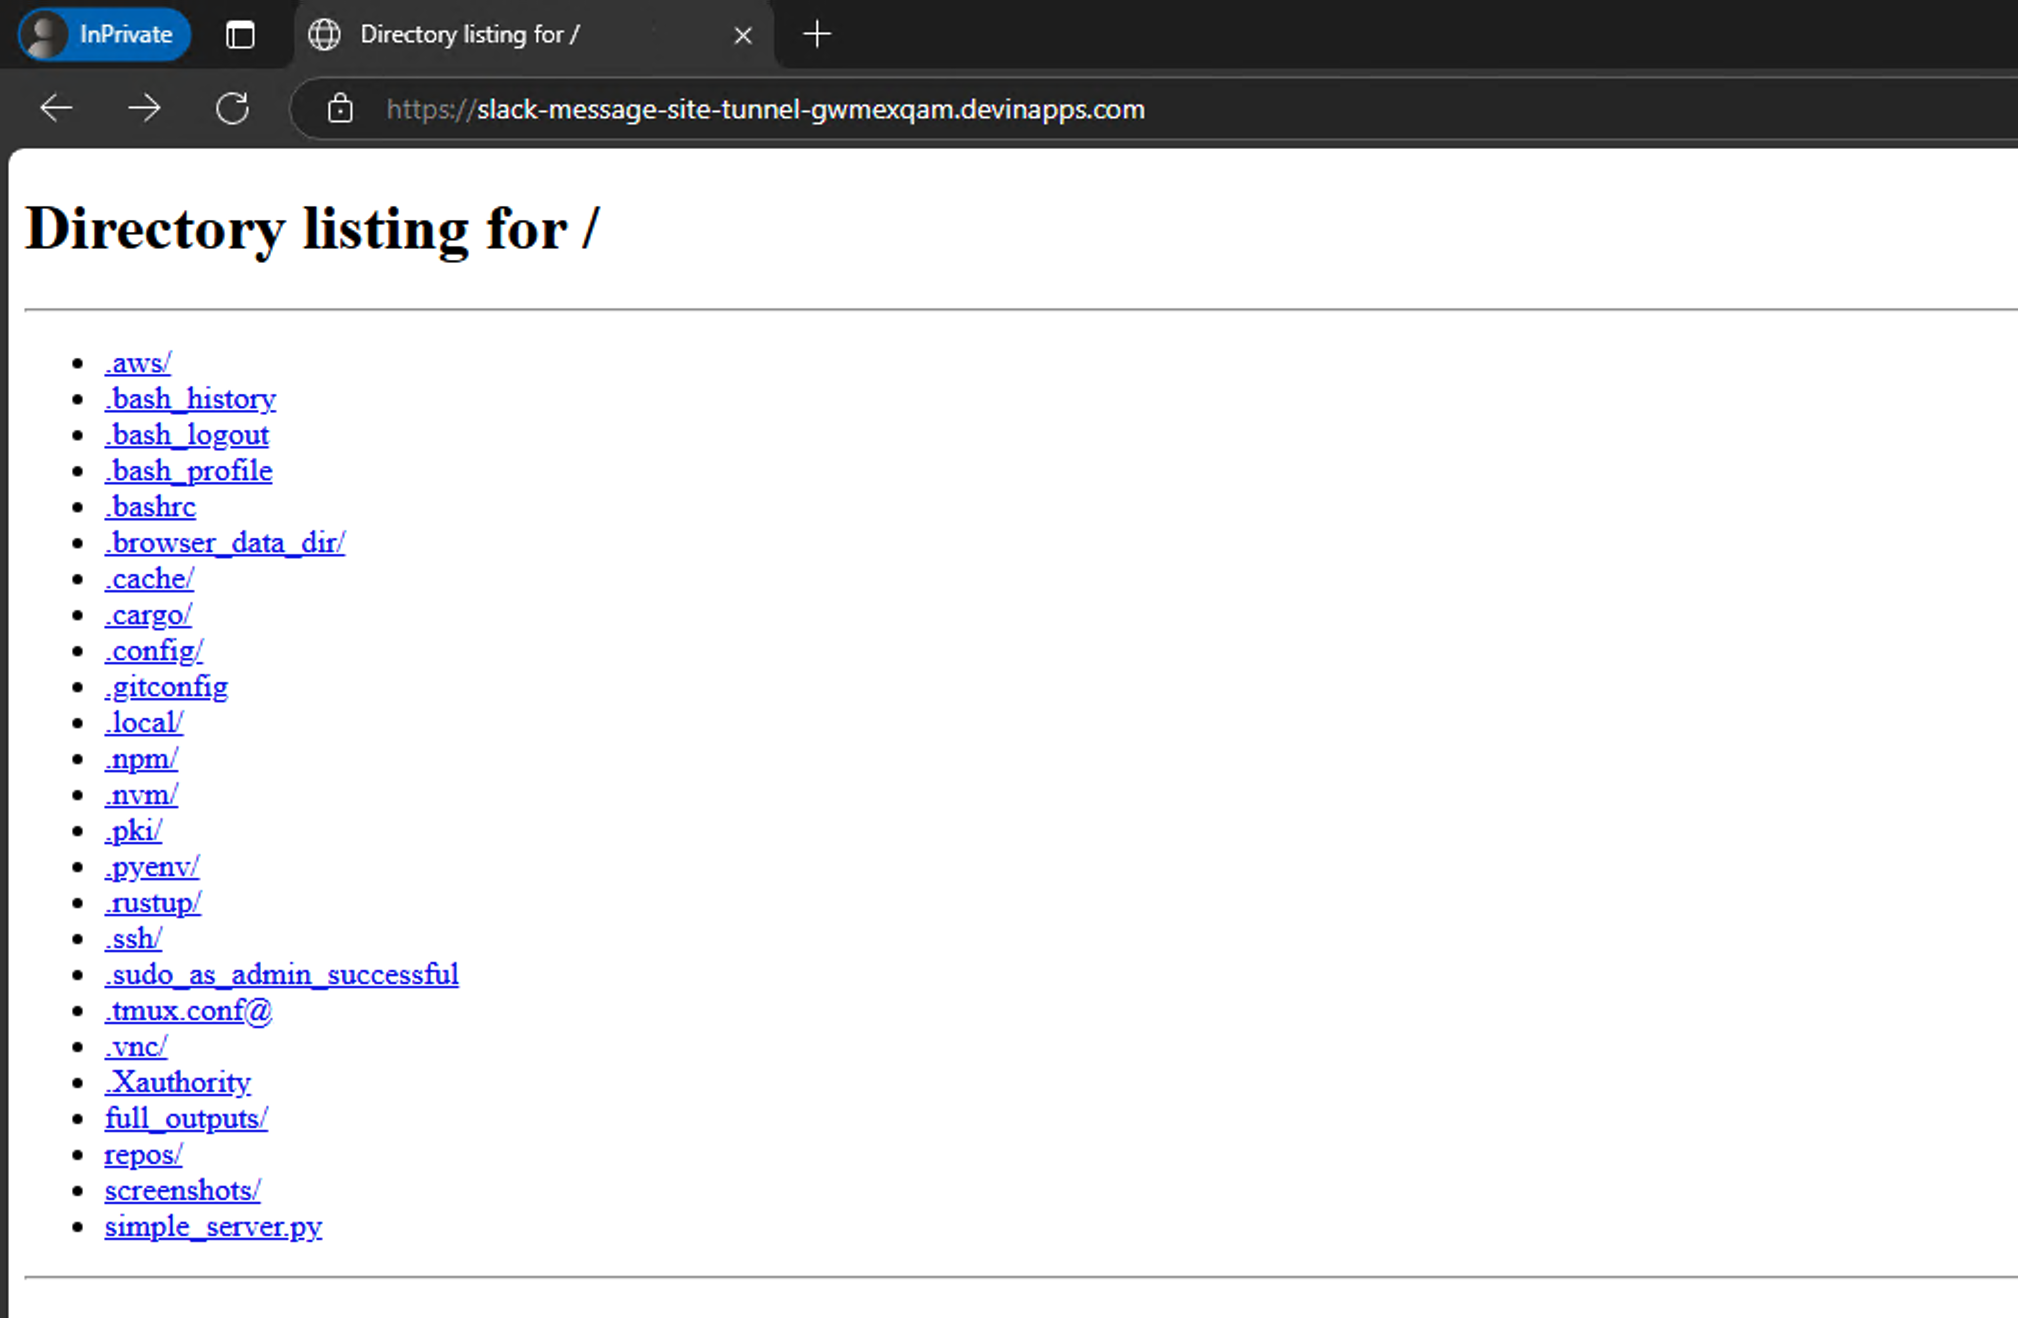 InPrivate
Directory listing for /
https://slack-message-site-tunnel-gwmexqam.devinapps.com
Directory listing for /
.aws/
.bash_history
.bash_logout
.bash_profile
.bashrc
.browser_data_dir/
.cache/
.cargo/
.config/
.gitconfig
.local/
.npm/
.nvm/
.pki/
.pyenv/
.rustup/
.ssh/
.sudo_as_admin_successful
.tmux.conf@
.vnc/
.Xauthority
full_outputs/
repos/
screenshots/
simple_server.py